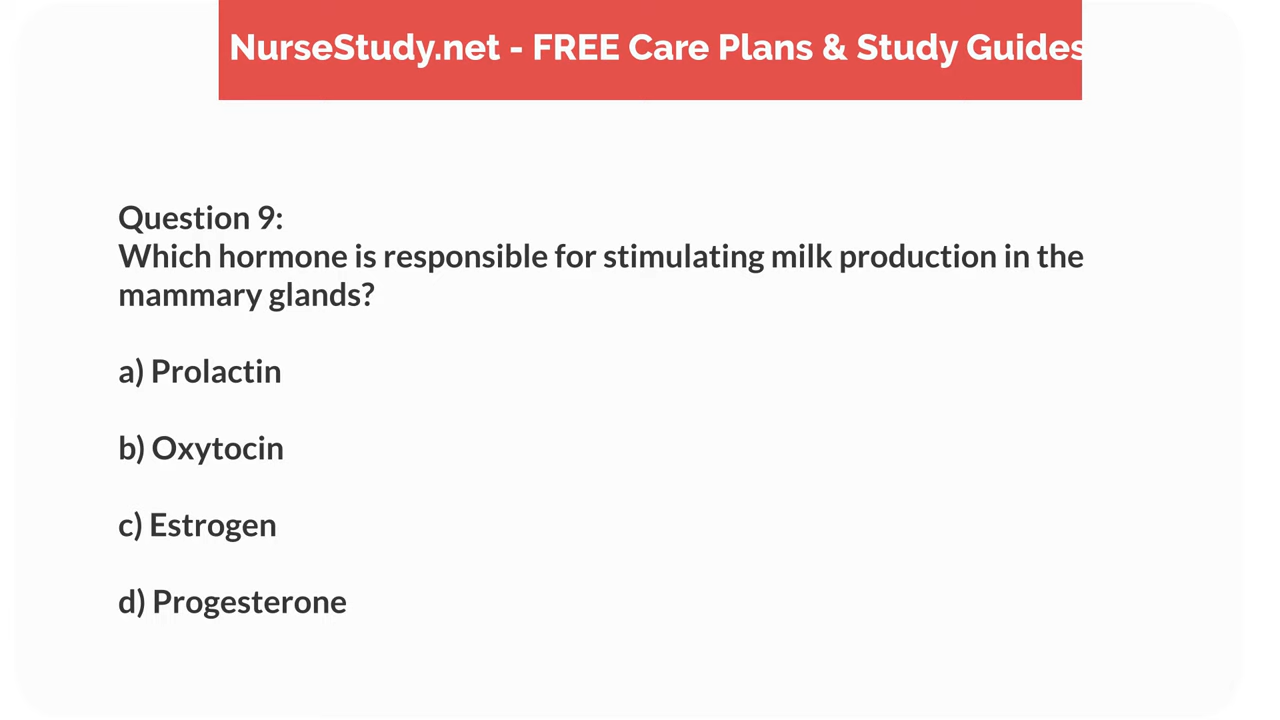 NurseStudy.net - FREE Care Plans & Study Guides
Question 9:
Which hormone is responsible for stimulating milk production in the
mammary glands?
a) Prolactin
b) Oxytocin
c) Estrogen
d) Progesterone